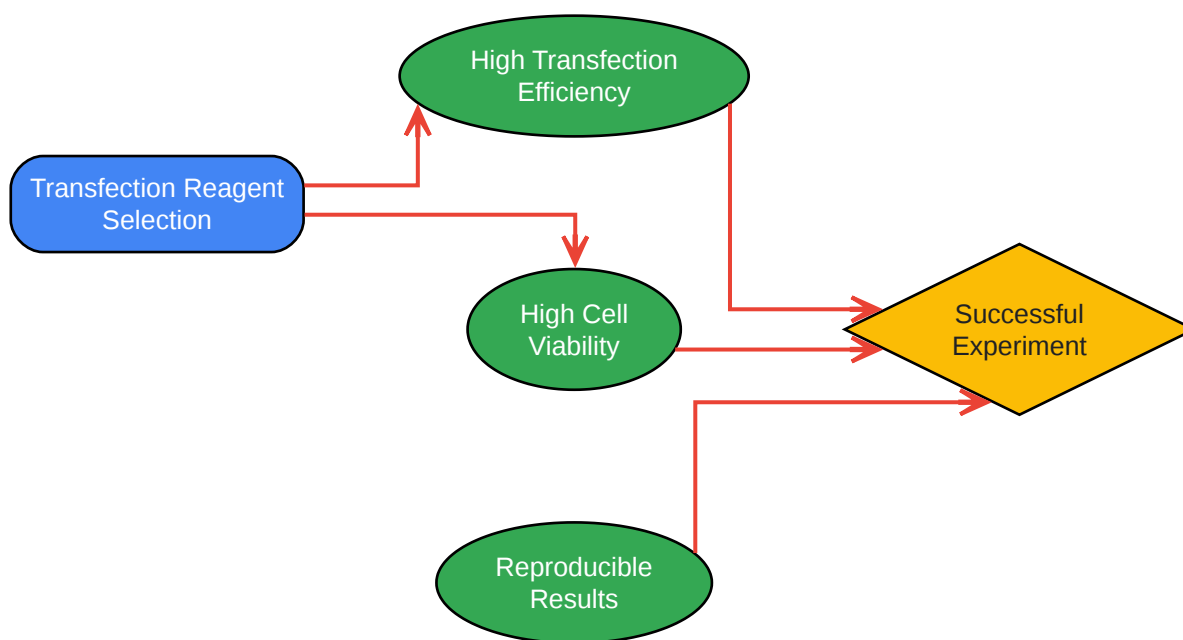 High Transfection
Efficiency
Transfection Reagent
Selection
High Cell
Viability
Successful
Experiment
Reproducible
Results